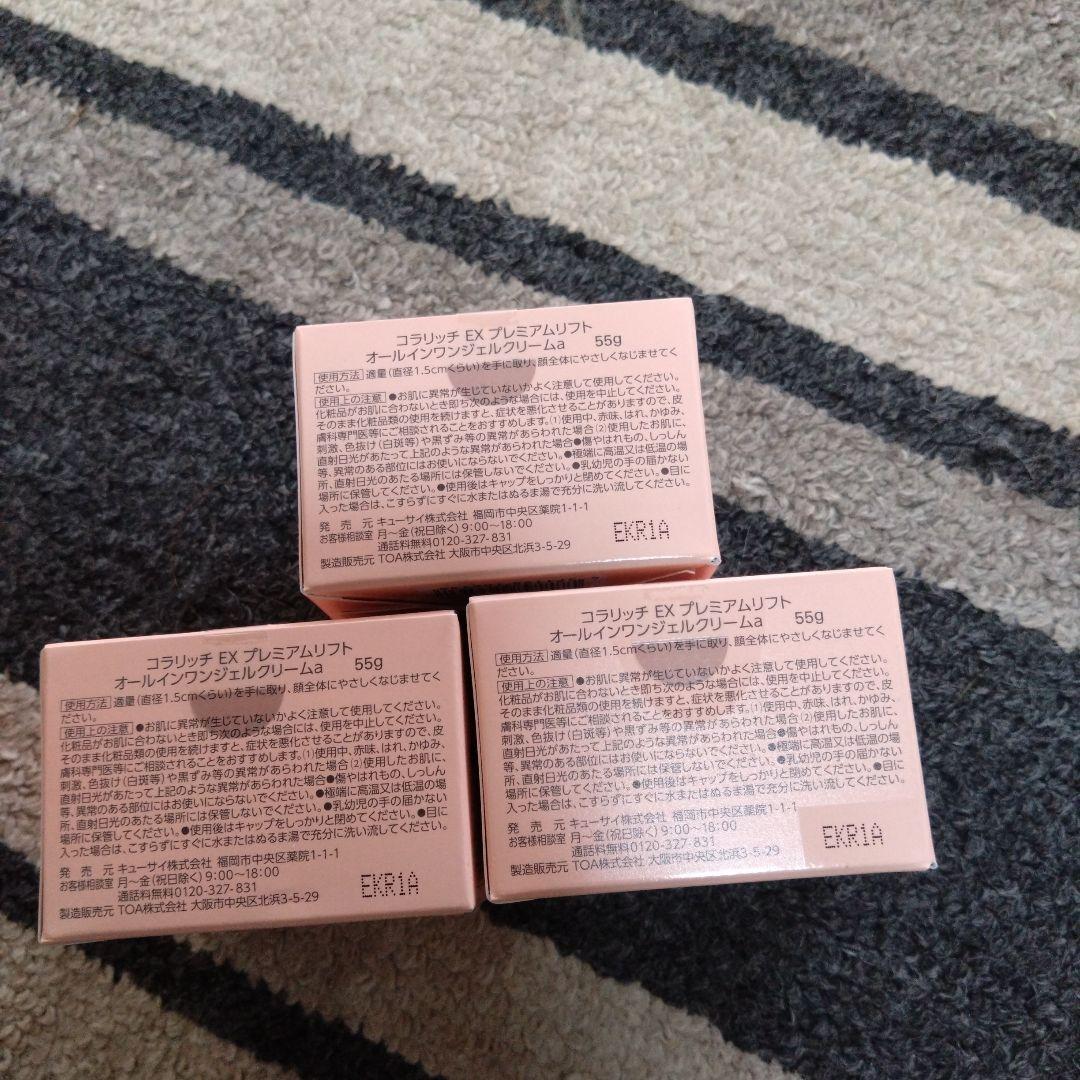 コラリッチ EX プレミアムリフト
オールインワンジェルクリームa 55g
使用方法 適量(直径1.5cmくらい)を手に取り、顔全体にやさしくなじませてく
ださい。
使用上の注意 ●お肌に異常が生じていないかよく注意して使用してください。
化粧品がお肌に合わないとき即ち次のような場合には、使用を中止してください。
そのまま化粧品類の使用を続けますと、症状を悪化させることがありますので、皮
膚科専門医等にご相談されることをおすすめします。(1)使用中、赤味、はれ、かゆみ、
刺激、色抜け(白斑等)や黒ずみ等の異常があらわれた場合(2)使用したお肌に、
直射日光があたって上記のような異常があらわれた場合●傷やはれもの、しっしん
等、異常のある部位にはお使いにならないでください。●極端に高温又は低温の場
所、直射日光のあたる場所には保管しないでください。●乳幼児の手の届かない
場所に保管してください。●使用後はキャップをしっかりと閉めてください。●目に
入った場合は、こすらずにすぐに水またはぬるま湯で充分に洗い流してください。
発売元 キューサイ株式会社 福岡市中央区薬院1-1-1
お客様相談室 月～金(祝日除く)9:00～18:00
通話料無料0120-327-831
製造販売元 TOA株式会社 大阪市中央区北浜3-5-29
EKR1A
コラリッチ EX プレミアムリフト
オールインワンジェルクリームa 55g
使用方法 適量(直径1.5cmくらい)を手に取り、顔全体にやさしくなじませてく
ださい。
使用上の注意 ●お肌に異常が生じていないかよく注意して使用してください。
化粧品がお肌に合わないとき即ち次のような場合には、使用を中止してください。
そのまま化粧品類の使用を続けますと、症状を悪化させることがありますので、皮
膚科専門医等にご相談されることをおすすめします。(1)使用中、赤味、はれ、かゆみ、
刺激、色抜け(白斑等)や黒ずみ等の異常があらわれた場合(2)使用したお肌に、
直射日光があたって上記のような異常があらわれた場合●傷やはれもの、しっしん
等、異常のある部位にはお使いにならないでください。●極端に高温又は低温の場
所、直射日光のあたる場所には保管しないでください。●乳幼児の手の届かない
場所に保管してください。●使用後はキャップをしっかりと閉めてください。●目に
入った場合は、こすらずにすぐに水またはぬるま湯で充分に洗い流してください。
発売元 キューサイ株式会社 福岡市中央区薬院1-1-1
お客様相談室 月～金(祝日除く)9:00～18:00
通話料無料0120-327-831
製造販売元 TOA株式会社 大阪市中央区北浜3-5-29
EKR1A
コラリッチ EX プレミアムリフト
オールインワンジェルクリームa 55g
使用方法 適量(直径1.5cmくらい)を手に取り、顔全体にやさしくなじませてく
ださい。
使用上の注意 ●お肌に異常が生じていないかよく注意して使用してください。
化粧品がお肌に合わないとき即ち次のような場合には、使用を中止してください。
そのまま化粧品類の使用を続けますと、症状を悪化させることがありますので、皮
膚科専門医等にご相談されることをおすすめします。(1)使用中、赤味、はれ、かゆみ、
刺激、色抜け(白斑等)や黒ずみ等の異常があらわれた場合(2)使用したお肌に、
直射日光があたって上記のような異常があらわれた場合●傷やはれもの、しっしん
等、異常のある部位にはお使いにならないでください。●極端に高温又は低温の場
所、直射日光のあたる場所には保管しないでください。●乳幼児の手の届かない
場所に保管してください。●使用後はキャップをしっかりと閉めてください。●目に
入った場合は、こすらずにすぐに水またはぬるま湯で充分に洗い流してください。
発売元 キューサイ株式会社 福岡市中央区薬院1-1-1
お客様相談室 月～金(祝日除く)9:00～18:00
通話料無料0120-327-831
製造販売元 TOA株式会社 大阪市中央区北浜3-5-29
EKR1A